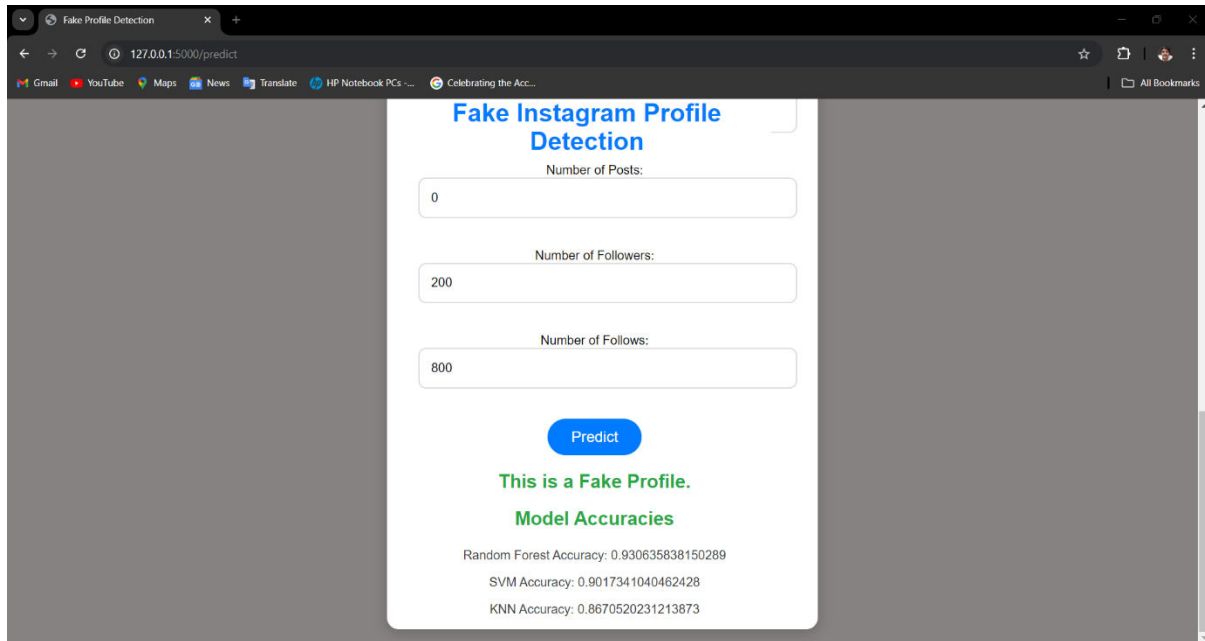 Fake Profile Detection
127.0.0.1:5000/predict
Gmail YouTube Maps News Translate HP Notebook PCs -... Celebrating the Acc... All Bookmarks
Fake Instagram Profile
Detection
Number of Posts:
0
Number of Followers:
200
Number of Follows:
800
Predict
This is a Fake Profile.
Model Accuracies
Random Forest Accuracy: 0.930635838150289
SVM Accuracy: 0.9017341040462428
KNN Accuracy: 0.8670520231213873